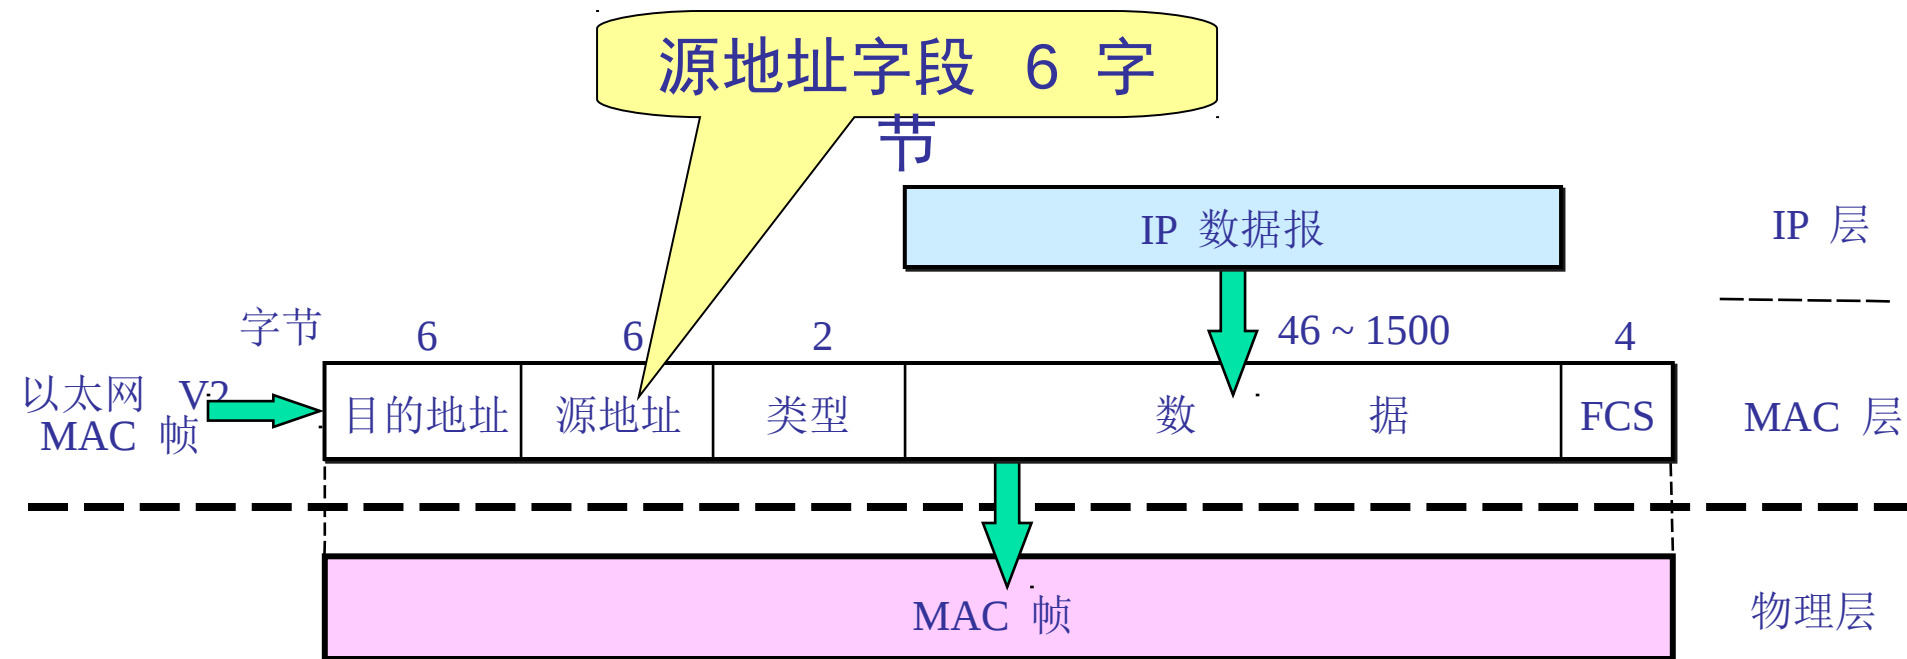 源地址字段 6 字
节
IP 数据报
IP 层
字节
6
6
2
46 ~ 1500
4
以太网 V2
MAC 帧
目的地址
源地址
类型
数 据
FCS
MAC 层
MAC 帧
物理层